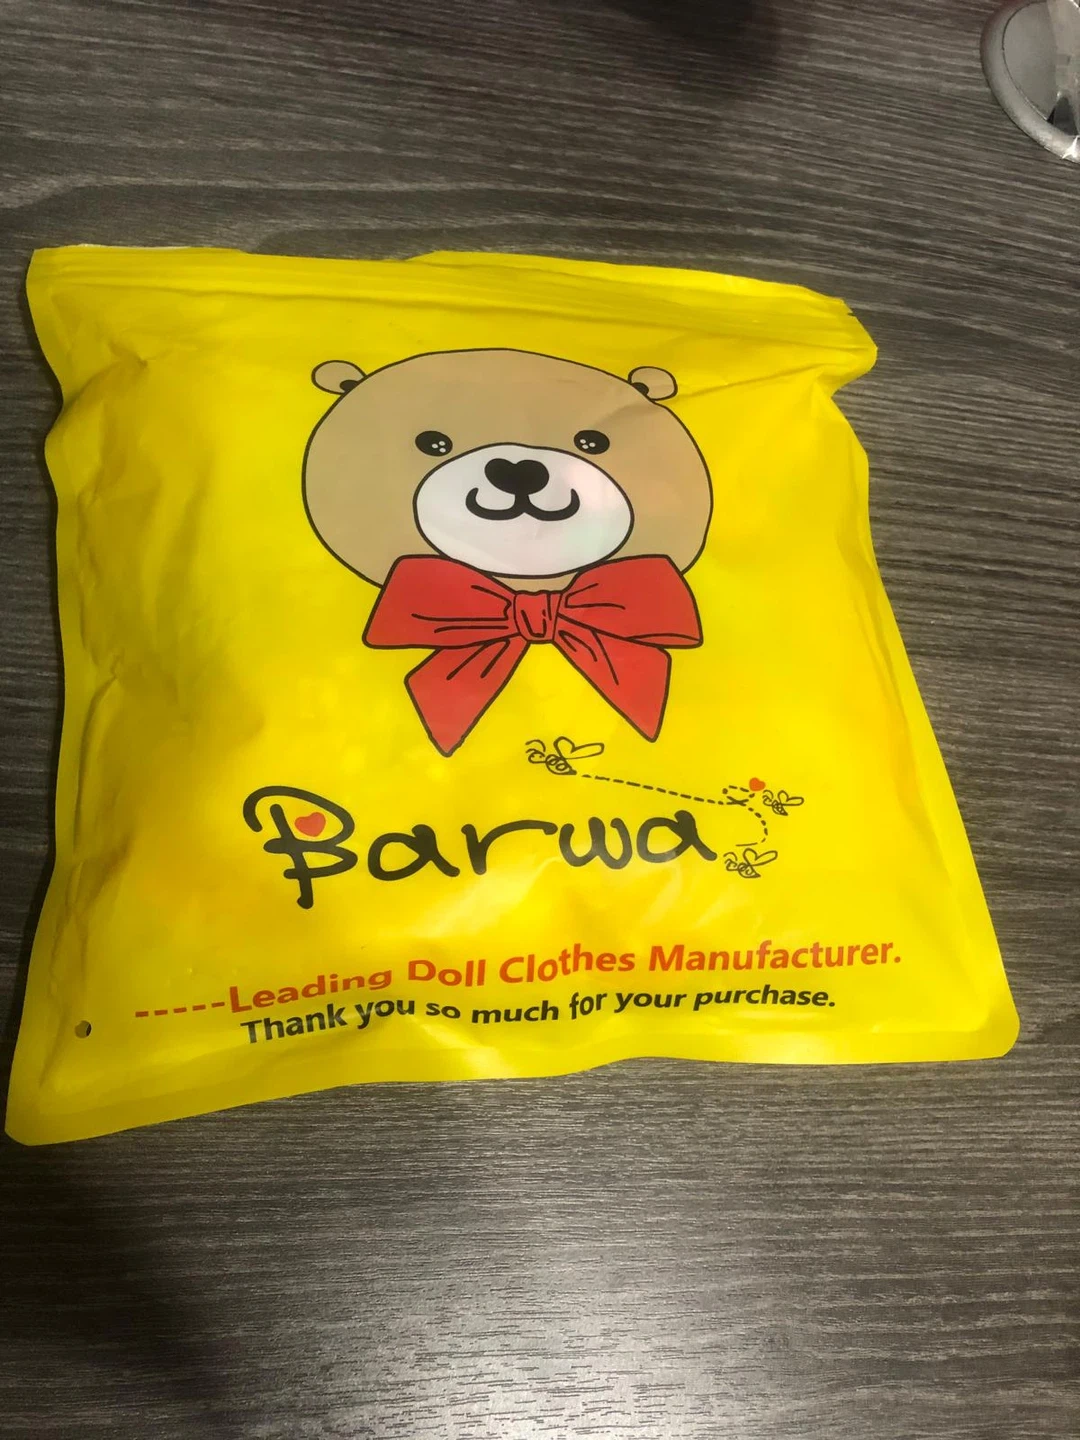 Barwa
-----Leading Doll Clothes Manufacturer.
Thank you so much for your purchase.